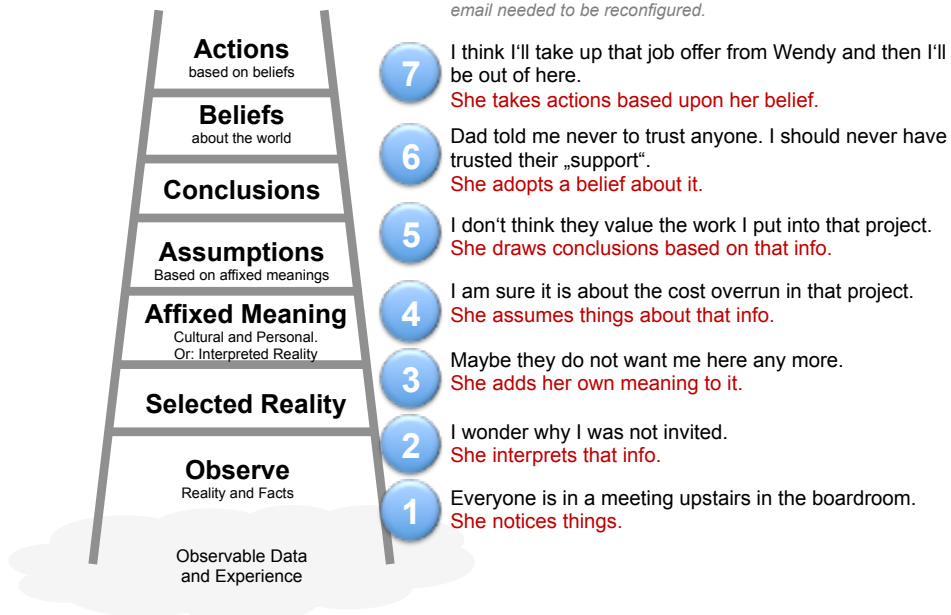 email needed to be reconfigured.
Actions
based on beliefs
7
I think I‘ll take up that job offer from Wendy and then I‘ll
be out of here.
She takes actions based upon her belief.
Beliefs
about the world
6
Dad told me never to trust anyone. I should never have
trusted their „support“.
She adopts a belief about it.
Conclusions
5
I don‘t think they value the work I put into that project.
She draws conclusions based on that info.
Assumptions
Based on affixed meanings
4
I am sure it is about the cost overrun in that project.
She assumes things about that info.
Affixed Meaning
Cultural and Personal.
Or: Interpreted Reality
3
Maybe they do not want me here any more.
She adds her own meaning to it.
Selected Reality
2
I wonder why I was not invited.
She interprets that info.
Observe
Reality and Facts
1
Everyone is in a meeting upstairs in the boardroom.
She notices things.
Observable Data
and Experience